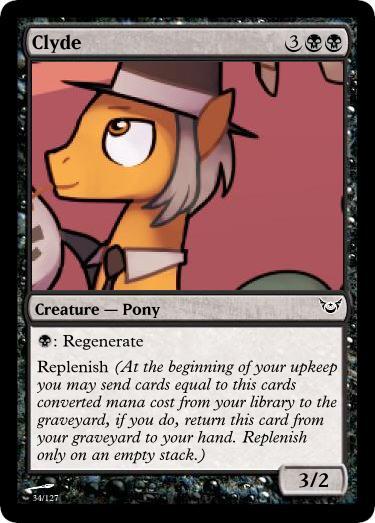 Clyde 3
Creature — Pony
: Regenerate
Replenish (At the beginning of your upkeep
you may send cards equal to this cards
converted mana cost from your library to the
graveyard, if you do, return this card from
your graveyard to your hand. Replenish
only on an empty stack.)
3/2
34/127